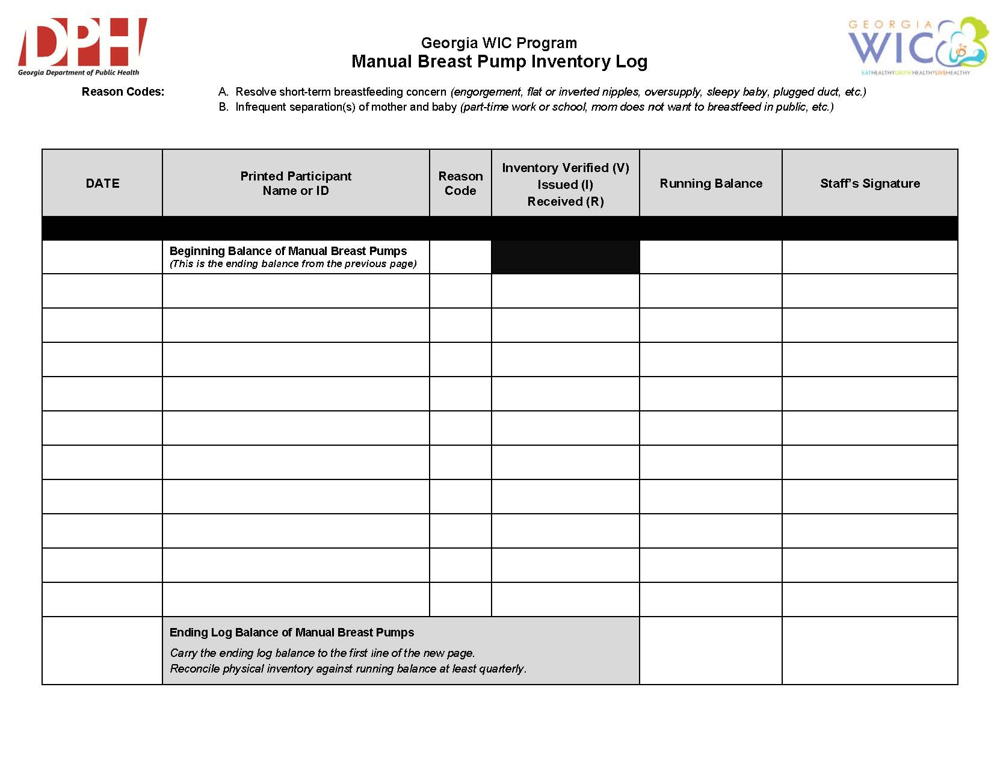 DPH
Georgia Department of Public Health
GEORGIA
WIC
EATHEALTHYGROWHEALTHYLIVEHEALTHY
Georgia WIC Program
Manual Breast Pump Inventory Log
Reason Codes:
A. Resolve short-term breastfeeding concern (engorgement, flat or inverted nipples, oversupply, sleepy baby, plugged duct, etc.)
B. Infrequent separation(s) of mother and baby (part-time work or school, mom does not want to breastfeed in public, etc.)
DATE
Printed Participant
Name or ID
Reason
Code
Inventory Verified (V)
Issued (I)
Received (R)
Running Balance
Staff's Signature
Beginning Balance of Manual Breast Pumps
(This is the ending balance from the previous page)
Ending Log Balance of Manual Breast Pumps
Carry the ending log balance to the first line of the new page.
Reconcile physical inventory against running balance at least quarterly.